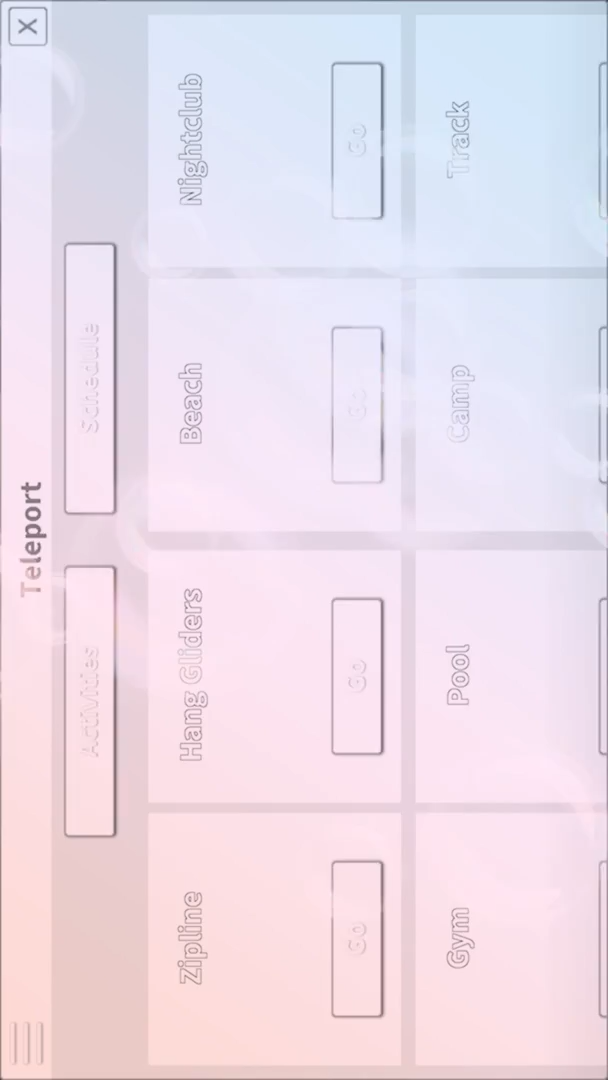 X
Teleport
Activities
Schedule
Zipline
Hang Gliders
Beach
Nightclub
Go
Go
Go
Go
Gym
Pool
Camp
Track